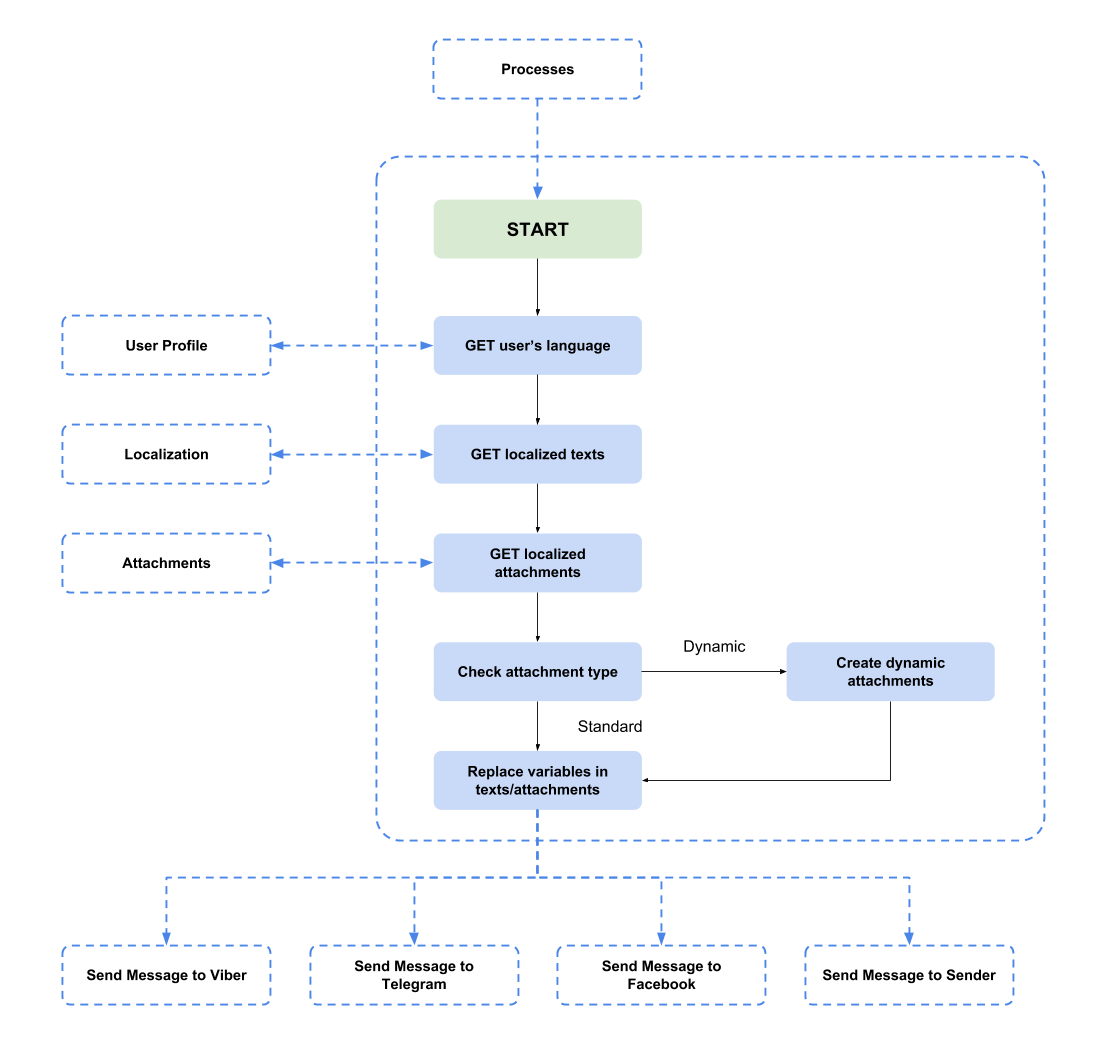 Processes
START
User Profile
GET user’s language
Localization
GET localized texts
Attachments
GET localized
attachments
Check attachment type
Dynamic
Create dynamic
attachments
Standard
Replace variables in
texts/attachments
Send Message to Viber
Send Message to
Telegram
Send Message to
Facebook
Send Message to Sender